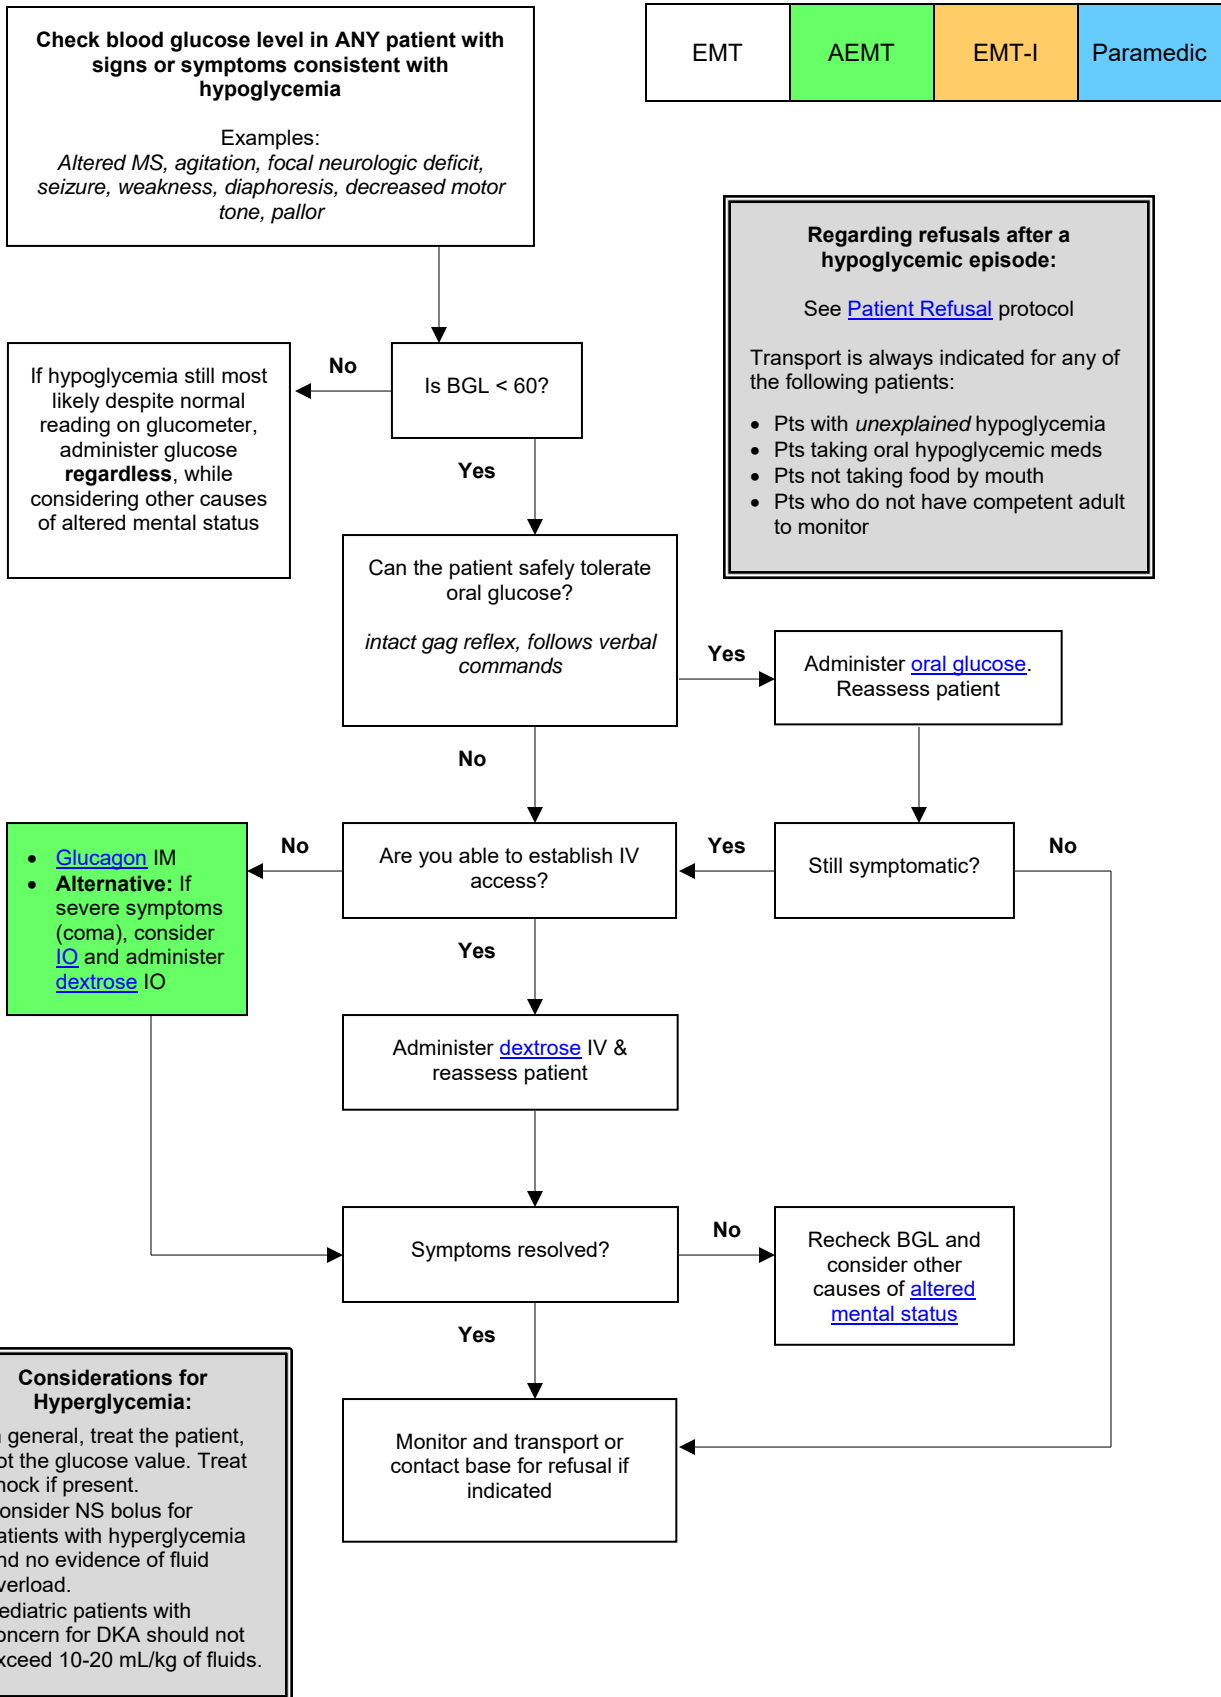 Check blood glucose level in ANY patient with
signs or symptoms consistent with
hypoglycemia
Examples:
Altered MS, agitation, focal neurologic deficit,
seizure, weakness, diaphoresis, decreased motor
tone, pallor
EMT
AEMT
EMT-I
Paramedic
Regarding refusals after a
hypoglycemic episode:
See Patient Refusal protocol
Transport is always indicated for any of
the following patients:
• Pts with unexplained hypoglycemia
• Pts taking oral hypoglycemic meds
• Pts not taking food by mouth
• Pts who do not have competent adult
to monitor
Is BGL < 60?
No
If hypoglycemia still most
likely despite normal
reading on glucometer,
administer glucose
regardless, while
considering other causes
of altered mental status
Yes
Can the patient safely tolerate
oral glucose?
intact gag reflex, follows verbal
commands
Yes
Administer oral glucose.
Reassess patient
No
Are you able to establish IV
access?
Yes
Still symptomatic?
No
No
• Glucagon IM
• Alternative: If
severe symptoms
(coma), consider
IO and administer
dextrose IO
Yes
Administer dextrose IV &
reassess patient
Symptoms resolved?
No
Recheck BGL and
consider other
causes of altered
mental status
Yes
Monitor and transport or
contact base for refusal if
indicated
Considerations for
Hyperglycemia:
general, treat the patient,
the glucose value. Treat
if present.
NS bolus for
with hyperglycemia
no evidence of fluid
patients with
for DKA should not
10-20 mL/kg of fluids.